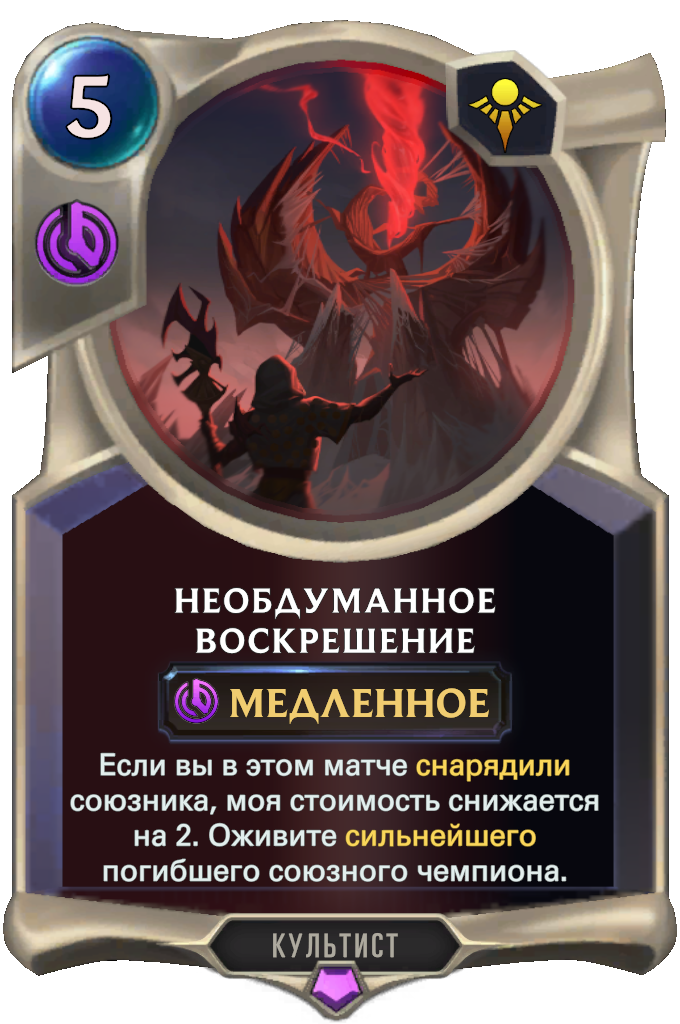 5
НЕОБДУМАННОЕ
ВОСКРЕШЕНИЕ
МЕДЛЕННОЕ
Если вы в этом матче снарядили
союзника, моя стоимость снижается
на 2. Оживите сильнейшего
погибшего союзного чемпиона.
КУЛЬТИСТ